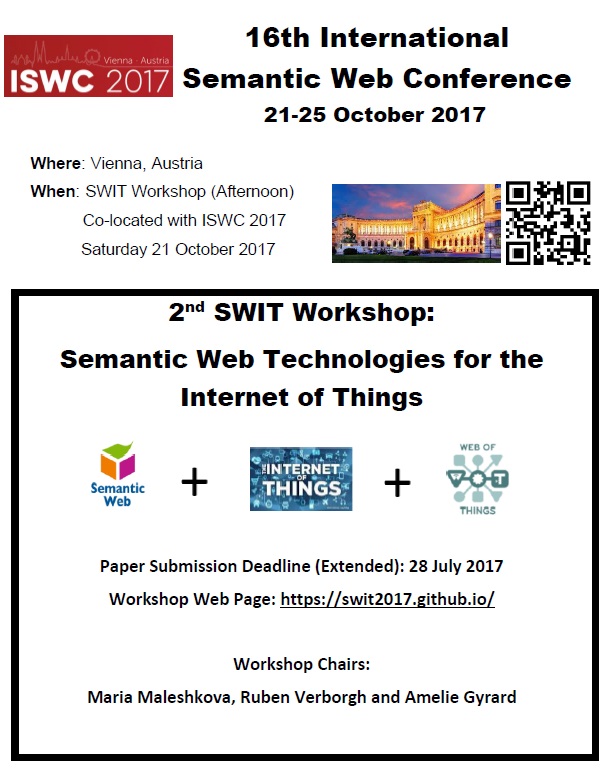 16th International
Vienna · Austria
ISWC 2017
Semantic Web Conference
21-25 October 2017
Where: Vienna, Austria
When: SWIT Workshop (Afternoon)
Co-located with ISWC 2017
Saturday 21 October 2017
2nd SWIT Workshop:
Semantic Web Technologies for the
Internet of Things
Semantic
Web
+
THE
INTERNET
OF
THINGS
+
WEB OF
WOT
THINGS
Paper Submission Deadline (Extended): 28 July 2017
Workshop Web Page: https://swit2017.github.io/
Workshop Chairs:
Maria Maleshkova, Ruben Verborgh and Amelie Gyrard